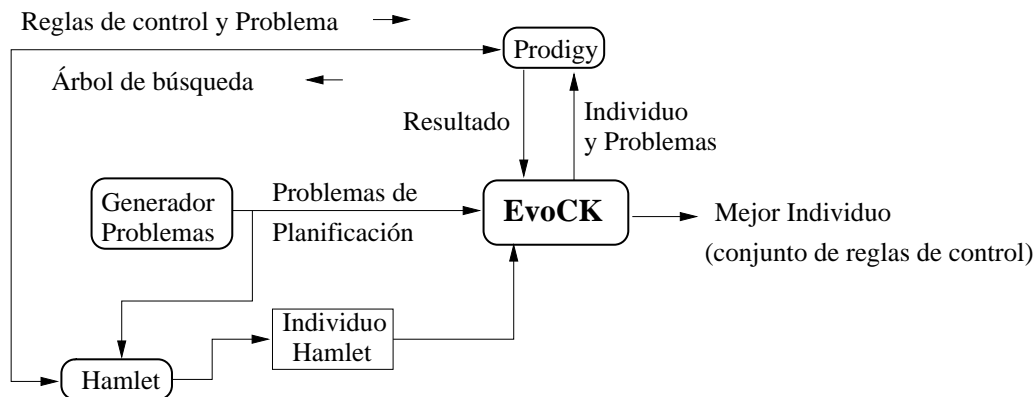 Reglas de control y Problema
Prodigy
Árbol de búsqueda
Resultado
Individuo
y Problemas
Generador
Problemas
Problemas de
Planificación
EvoCK
Mejor Individuo
(conjunto de reglas de control)
Individuo
Hamlet
Hamlet